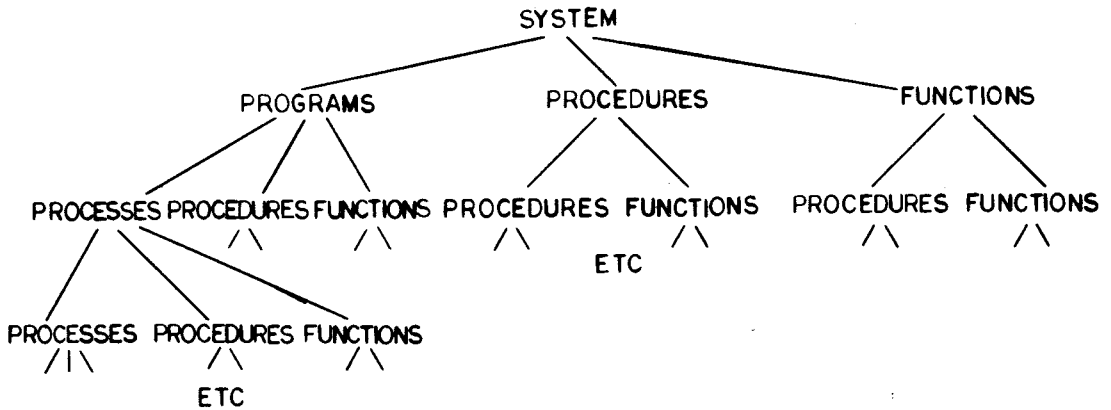 SYSTEM
PROGRAMS PROCEDURES FUNCTIONS
PROCESSES PROCEDURES FUNCTIONS PROCEDURES FUNCTIONS PROCEDURES FUNCTIONS
ETC
PROCESSES PROCEDURES FUNCTIONS
ETC